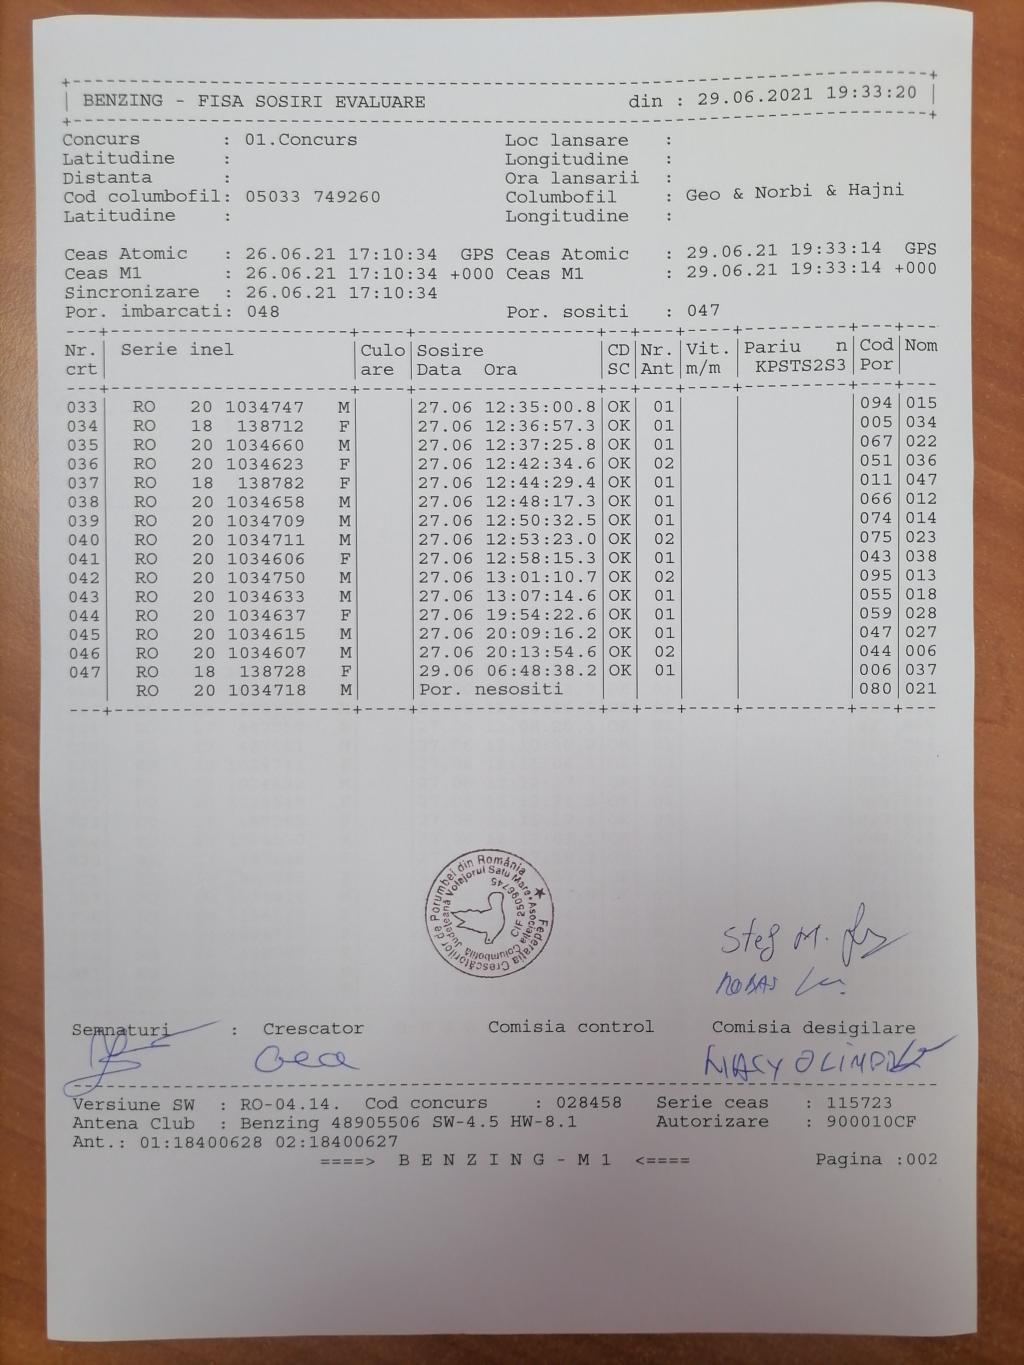 BENZING - FISA SOSIRI EVALUARE din : 29.06.2021 19:33:20
Concurs : 01.Concurs Loc lansare :
Latitudine : Longitudine :
Distanta : Ora lansarii :
Cod columbofil: 05033 749260 Columbofil : Geo & Norbi & Hajni
Latitudine : Longitudine :
Ceas Atomic : 26.06.21 17:10:34 GPS Ceas Atomic : 29.06.21 19:33:14 GPS
Ceas M1 : 26.06.21 17:10:34 +000 Ceas M1 : 29.06.21 19:33:14 +000
Sincronizare : 26.06.21 17:10:34
Por. imbarcati: 048 Por. sositi : 047
Nr. Serie inel Culo Sosire CD Nr. Vit. Pariu n Cod Nom
crt are Data Ora SC Ant m/m KPSTS2S3 Por
033 RO 20 1034747 M 27.06 12:35:00.8 OK 01 094 015
034 RO 18 138712 F 27.06 12:36:57.3 OK 01 005 034
035 RO 20 1034660 M 27.06 12:37:25.8 OK 01 067 022
036 RO 20 1034623 F 27.06 12:42:34.6 OK 02 051 036
037 RO 18 138782 F 27.06 12:44:29.4 OK 01 011 047
038 RO 20 1034658 M 27.06 12:48:17.3 OK 01 066 012
039 RO 20 1034709 M 27.06 12:50:32.5 OK 01 074 014
040 RO 20 1034711 M 27.06 12:53:23.0 OK 02 075 023
041 RO 20 1034606 F 27.06 12:58:15.3 OK 01 043 038
042 RO 20 1034750 M 27.06 13:01:10.7 OK 02 095 013
043 RO 20 1034633 M 27.06 13:07:14.6 OK 01 055 018
044 RO 20 1034637 F 27.06 19:54:22.6 OK 01 059 028
045 RO 20 1034615 M 27.06 20:09:16.2 OK 01 047 027
046 RO 20 1034607 M 27.06 20:13:54.6 OK 02 044 006
047 RO 18 138728 F 29.06 06:48:38.2 OK 01 006 037
RO 20 1034718 M Por. nesositi 080 021
Federația Crescătorilor de Porumbei din România
Asociația Columbofilă Județeană Voiajorul Satu Mare
CIF 25096745
Stef M.
Semnaturi : Crescator Comisia control Comisia desigilare
Versiune SW : RO-04.14. Cod concurs : 028458 Serie ceas : 115723
Antena Club : Benzing 48905506 SW-4.5 HW-8.1 Autorizare : 900010CF
Ant.: 01:18400628 02:18400627
====> B E N Z I N G - M 1 <==== Pagina :002